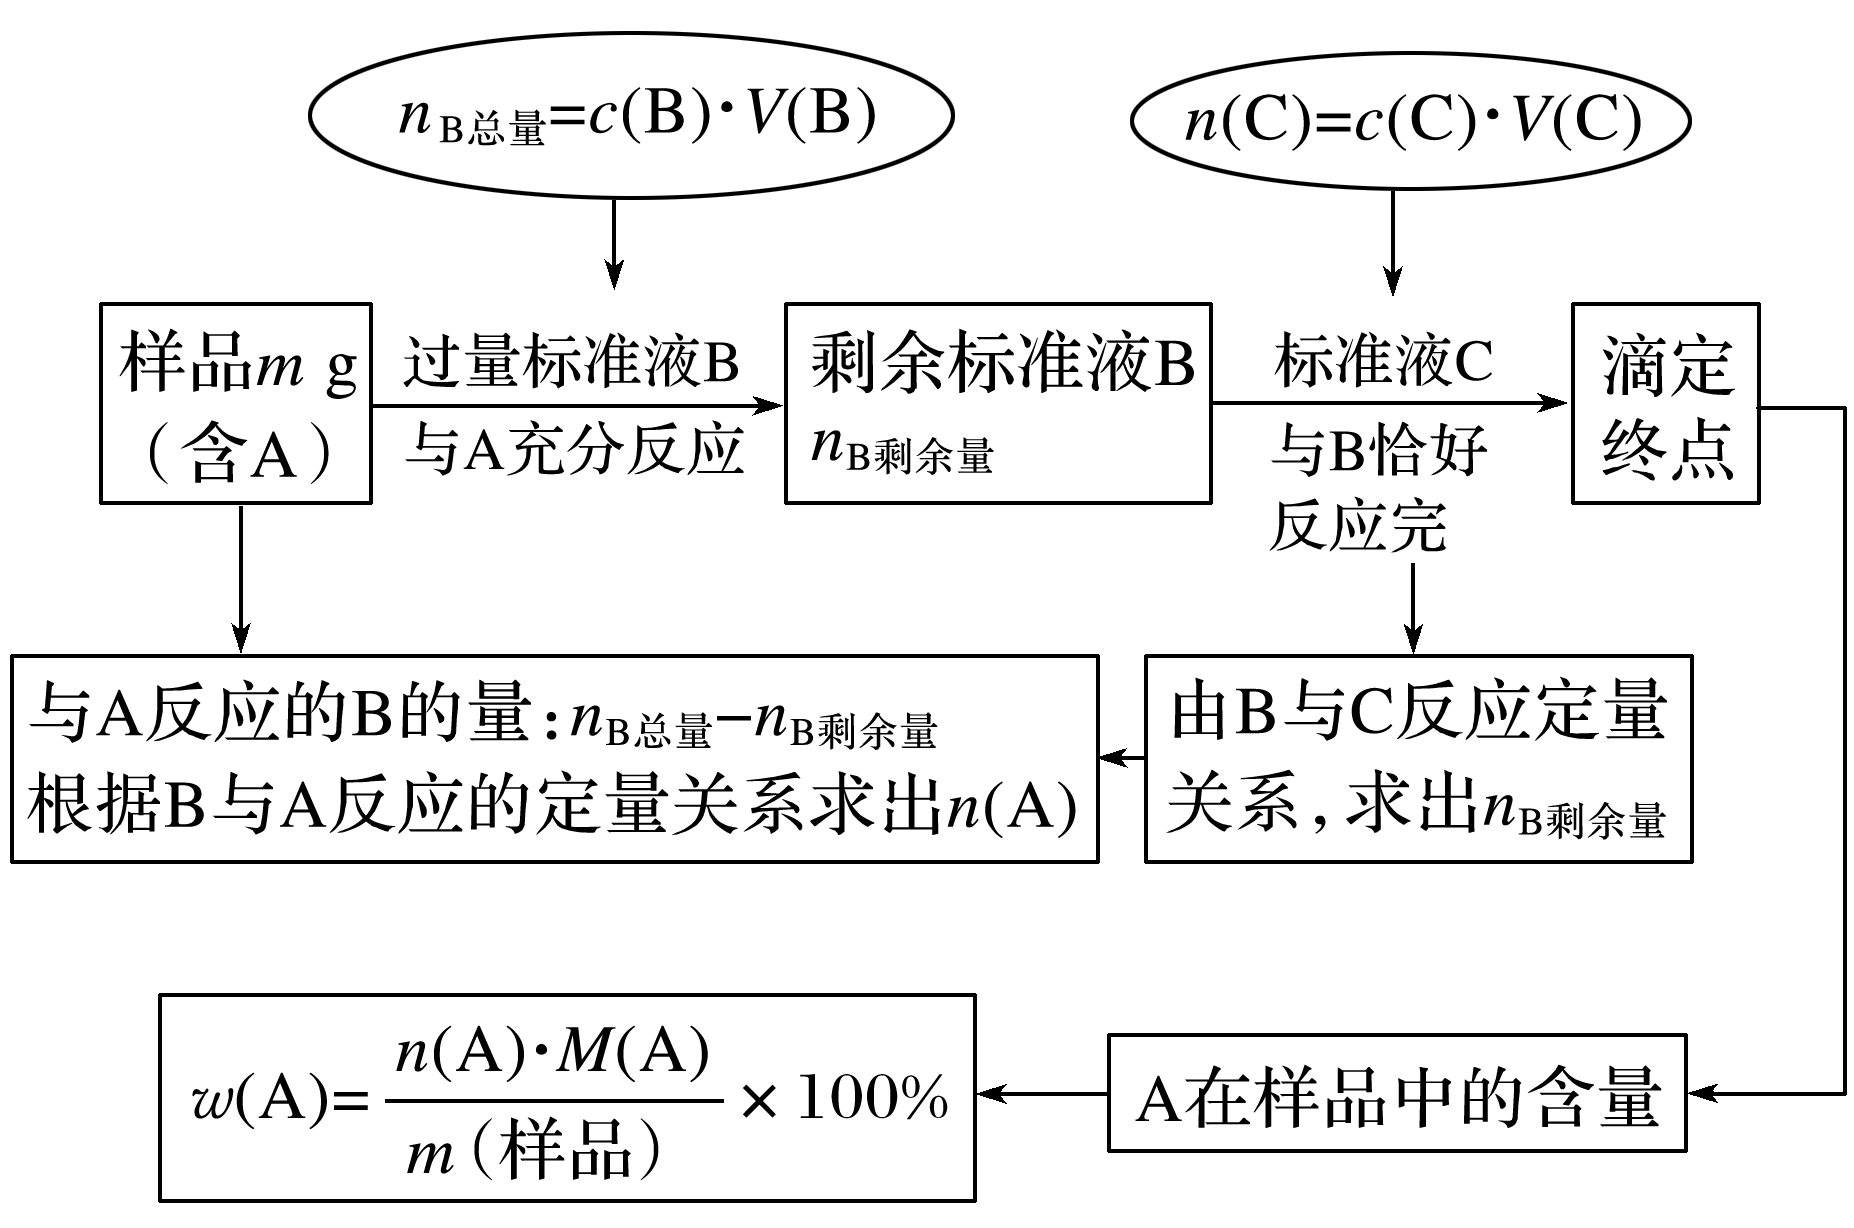 n_B总量=c(B)·V(B)
n(C)=c(C)·V(C)
样品m g
（含A）
过量标准液B
与A充分反应
剩余标准液B
n_B剩余量
标准液C
与B恰好
反应完
滴定
终点
与A反应的B的量:n_B总量−n_B剩余量
根据B与A反应的定量关系求出n(A)
由B与C反应定量
关系,求出n_B剩余量
w(A)=n(A)·M(A)/m（样品）×100%
A在样品中的含量